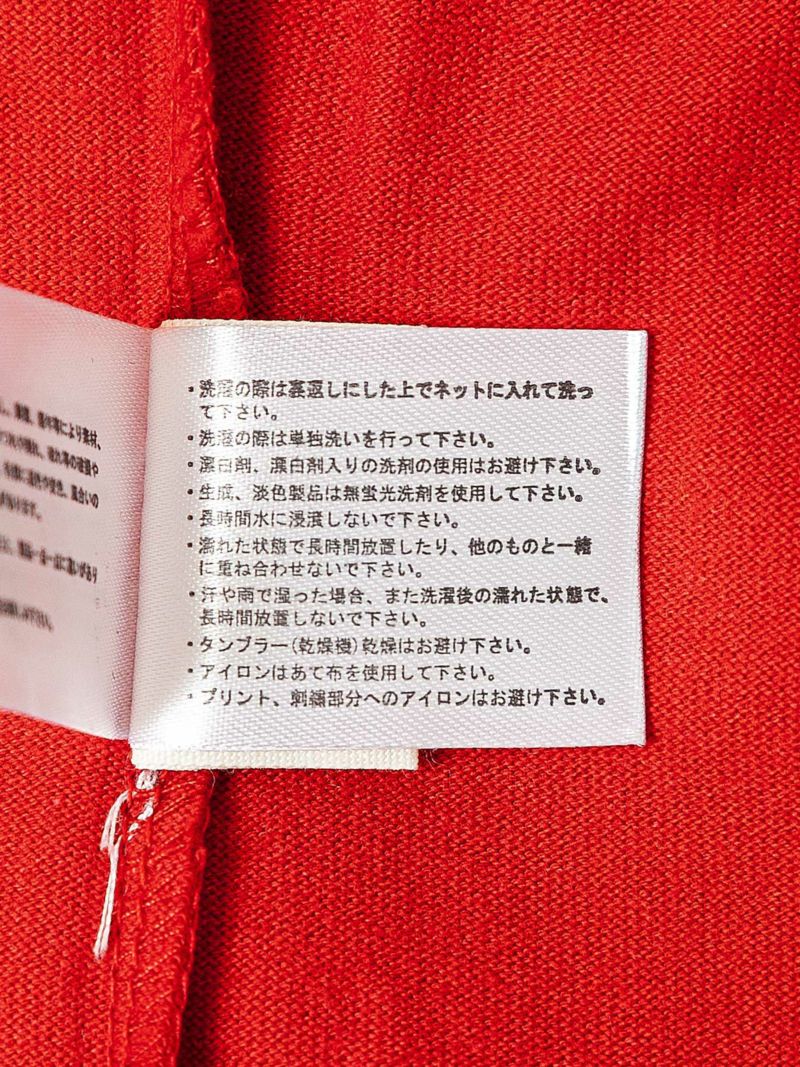 し、
等により素材、
・洗濯の際は裏返しにした上でネットに入れて洗っ
て下さい。
・洗濯の際は単独洗いを行って下さい。
・漂白剤、漂白剤入りの洗剤の使用はお避け下さい。
・生成、淡色製品は無蛍光洗剤を使用して下さい。
・長時間水に浸漬しないで下さい。
・濡れた状態で長時間放置したり、他のものと一緒
に重ね合わせないで下さい。
・汗や雨で湿った場合、また洗濯後の濡れた状態で、
長時間放置しないで下さい。
・タンブラー(乾燥機)乾燥はお避け下さい。
・アイロンはあて布を使用して下さい。
・プリント、刺繍部分へのアイロンはお避け下さい。